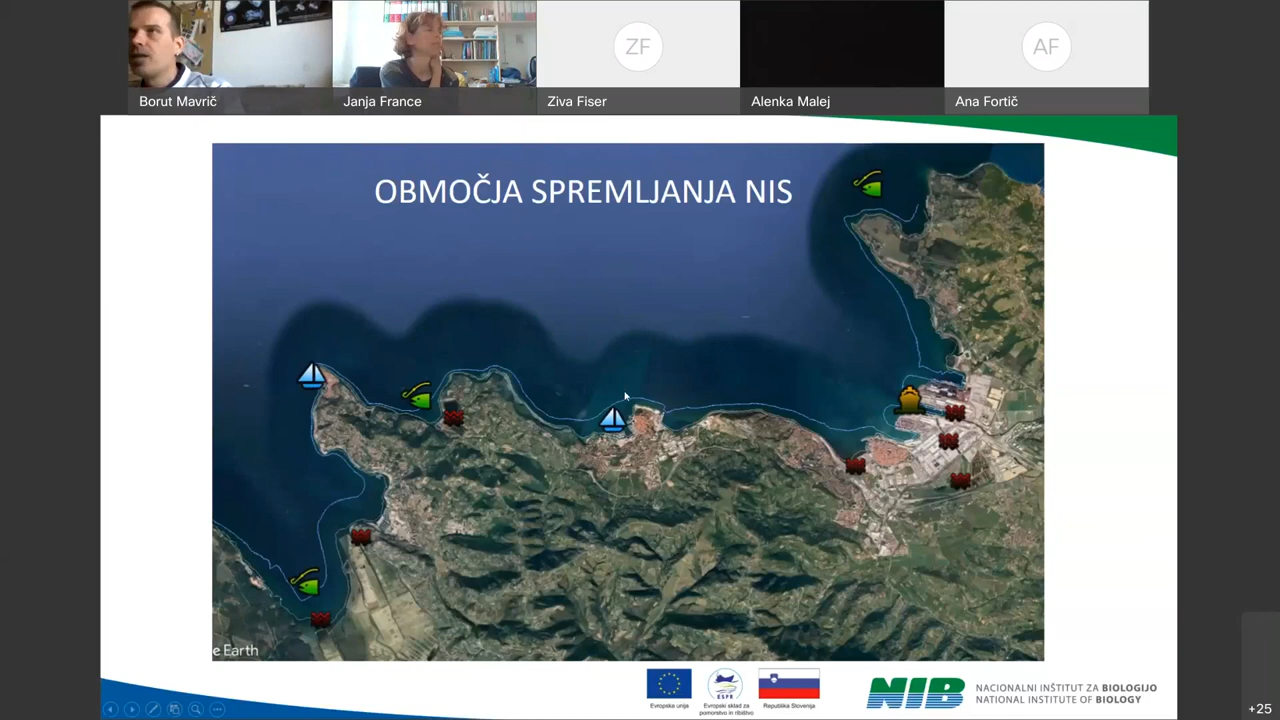 ZF
AF
Borut Mavrič
Janja France
Ziva Fiser
Alenka Malej
Ana Fortič
OBMOČJA SPREMLJANJA NIS
e Earth
Evropska unija
ESPR
Evropski sklad za
pomorstvo in ribištvo
Republika Slovenija
NIB
NACIONALNI INŠTITUT ZA BIOLOGIJO
NATIONAL INSTITUTE OF BIOLOGY
+25